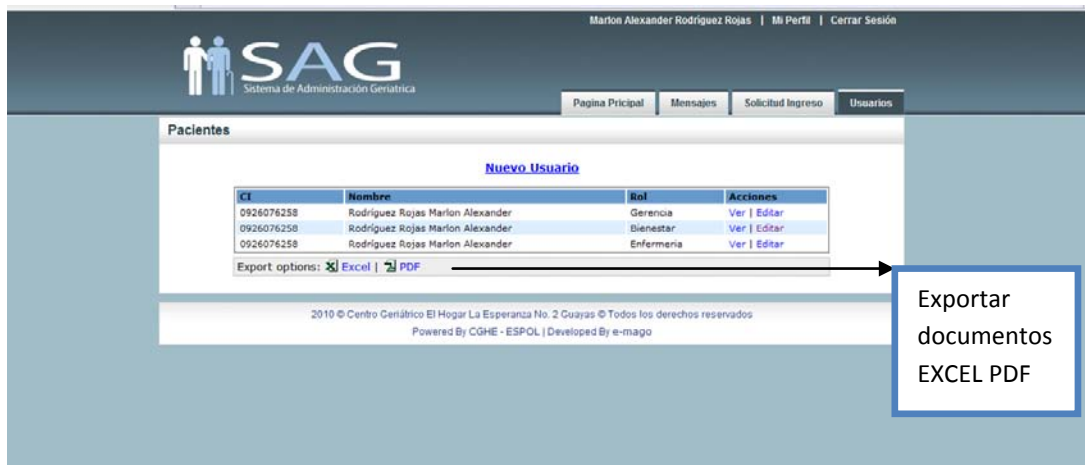 Marlon Alexander Rodríguez Rojas | Mi Perfil | Cerrar Sesión
SAG
Sistema de Administración Geriatrica
Pagina Pricipal Mensajes Solicitud Ingreso Usuarios
Pacientes
Nuevo Usuario
CI Nombre Rol Acciones
0926076258 Rodríguez Rojas Marlon Alexander Gerencia Ver | Editar
0926076258 Rodríguez Rojas Marlon Alexander Bienestar Ver | Editar
0926076258 Rodríguez Rojas Marlon Alexander Enfermeria Ver | Editar
Export options: Excel | PDF
2010 © Centro Geriátrico El Hogar La Esperanza No. 2 Guayas © Todos los derechos reservados
Powered By CGHE - ESPOL | Developed By e-mago
Exportar
documentos
EXCEL PDF